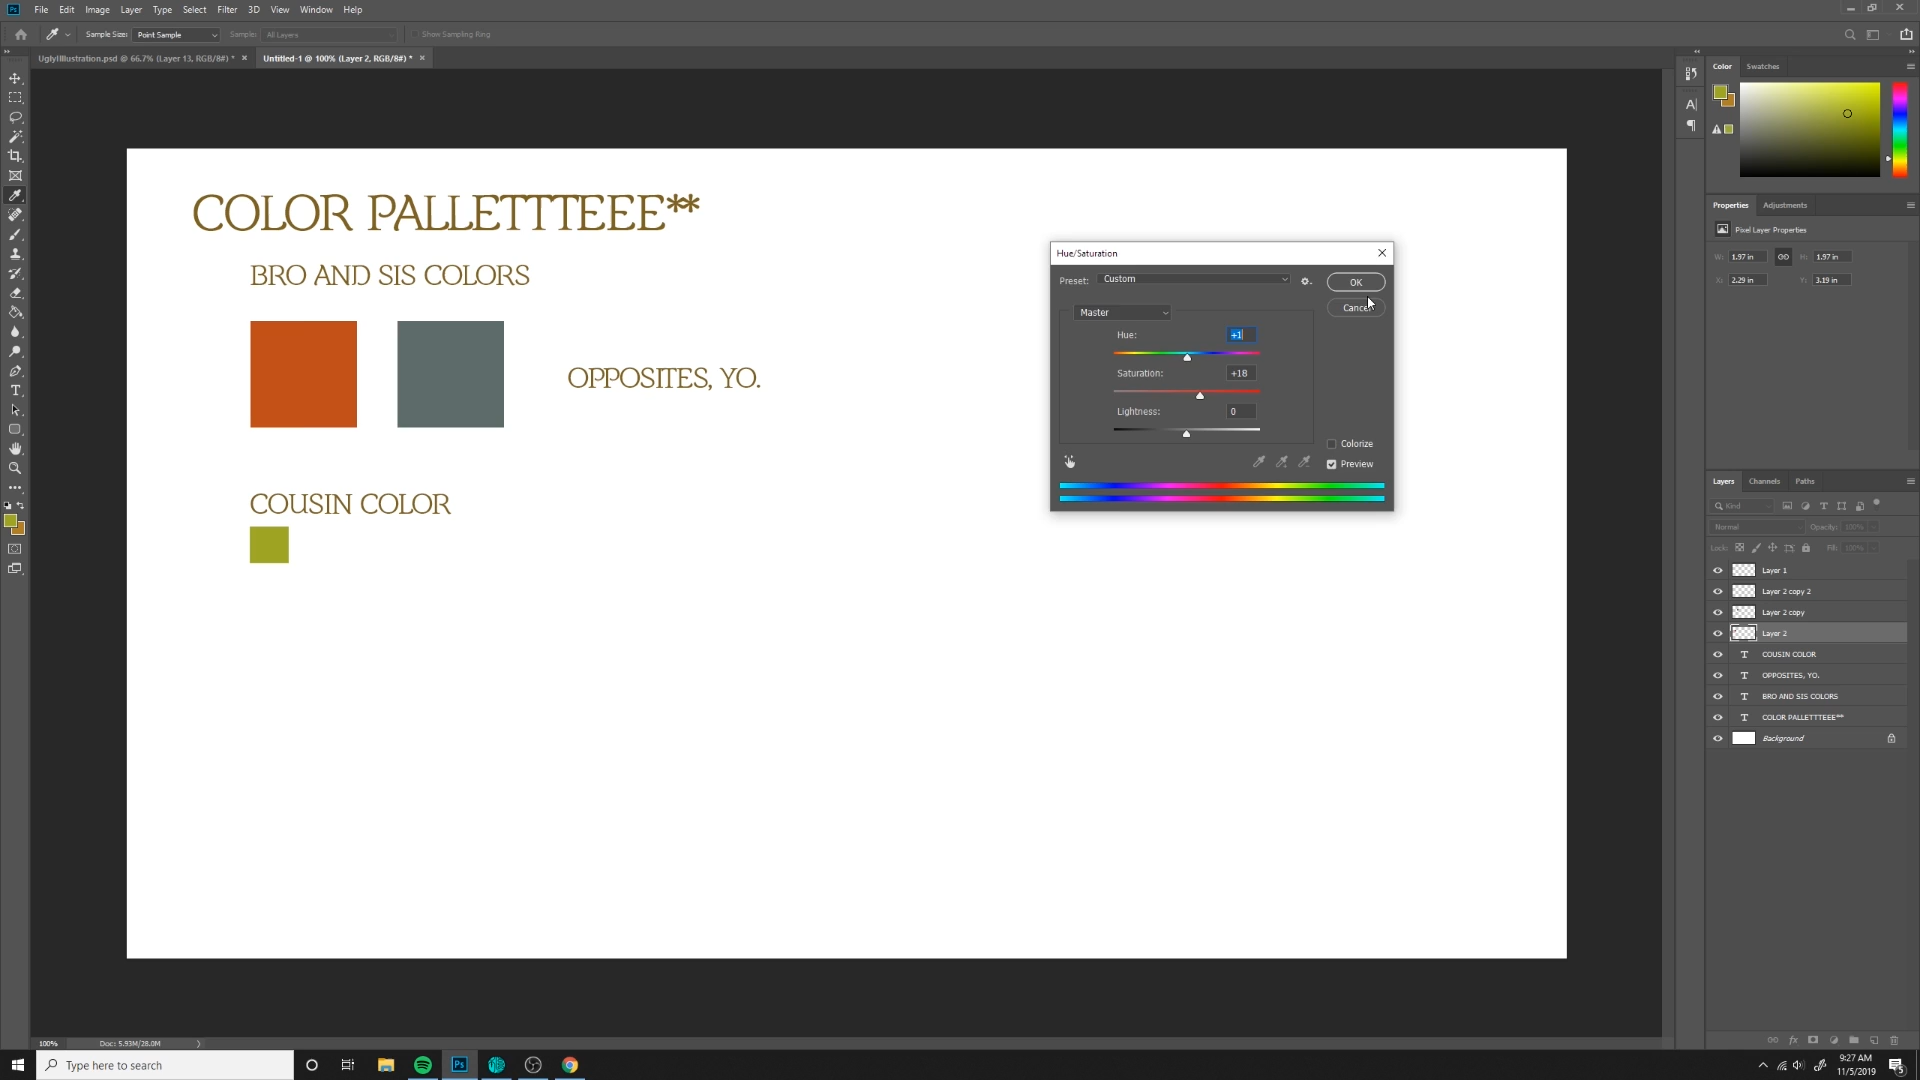 Ps File Edit Image Layer Type Select Filter 3D View Window Help
Sample Size: Point Sample Sample: All Layers Show Sampling Ring
UglyIllustration.psd @ 66.7% (Layer 13, RGB/8#) * × Untitled-1 @ 100% (Layer 2, RGB/8#) * ×
Color Swatches
Properties Adjustments
Pixel Layer Properties
W: 1.97 in H: 1.97 in
X: 2.29 in Y: 3.19 in
COLOR PALLETTTEEE**
BRO AND SIS COLORS
OPPOSITES, YO.
COUSIN COLOR
Hue/Saturation
Preset: Custom OK
Cancel
Master
Hue: +1
Saturation: +18
Lightness: 0
Colorize
Preview
Layers Channels Paths
Kind
Normal Opacity: 100%
Lock: Fill: 100%
Layer 1
Layer 2 copy 2
Layer 2 copy
Layer 2
T COUSIN COLOR
T OPPOSITES, YO.
T BRO AND SIS COLORS
T COLOR PALLETTTEEE**
Background
100% Doc: 5.93M/28.0M
Type here to search
Ps
9:27 AM
11/5/2019
5